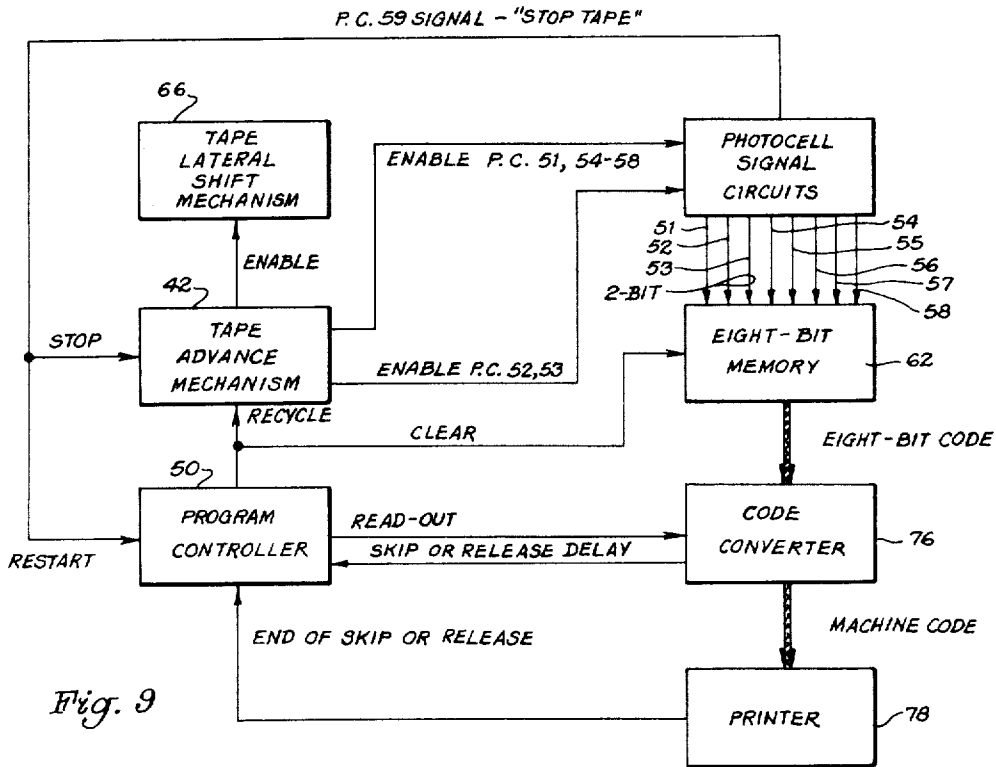 P.C. 59 SIGNAL - "STOP TAPE"
66
TAPE
LATERAL
SHIFT
MECHANISM
ENABLE P.C. 51, 54-58
PHOTOCELL
SIGNAL
CIRCUITS
51
52
53
2-BIT
54
55
56
57
58
ENABLE
42
STOP
TAPE
ADVANCE
MECHANISM
ENABLE P.C. 52,53
EIGHT-BIT
MEMORY
62
RECYCLE
CLEAR
EIGHT-BIT CODE
50
PROGRAM
CONTROLLER
READ-OUT
SKIP OR RELEASE DELAY
CODE
CONVERTER
76
RESTART
END OF SKIP OR RELEASE
MACHINE CODE
PRINTER
78
Fig. 9